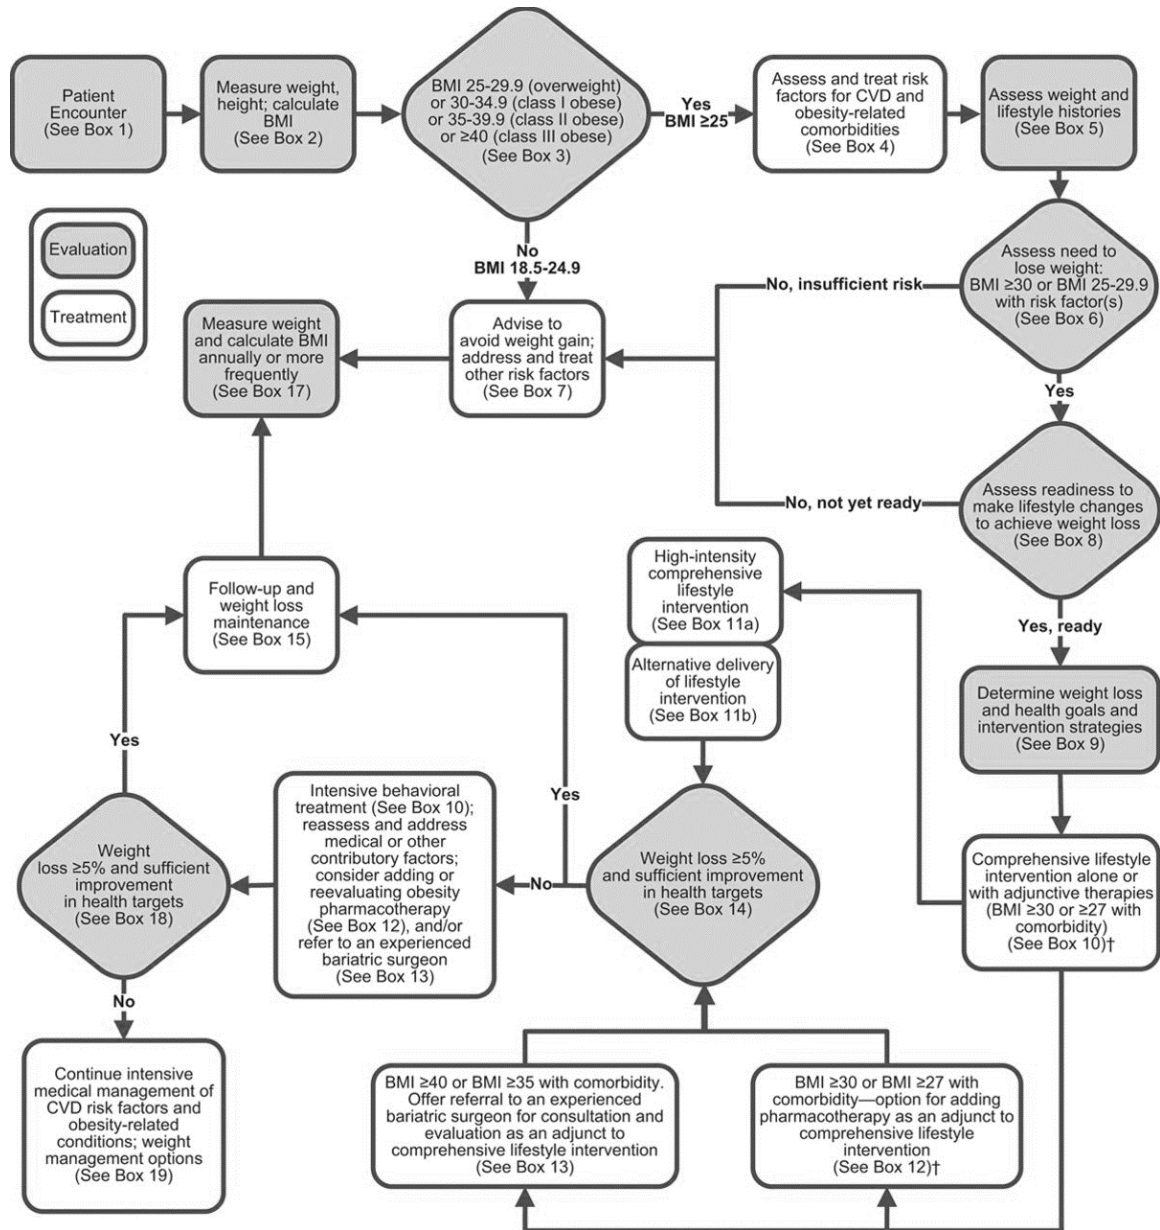 Patient
Encounter
(See Box 1)
Measure weight,
height; calculate
BMI
(See Box 2)
BMI 25-29.9 (overweight)
or 30-34.9 (class I obese)
or 35-39.9 (class II obese)
or ≥40 (class III obese)
(See Box 3)
Yes
BMI ≥25
Assess and treat risk
factors for CVD and
obesity-related
comorbidities
(See Box 4)
Assess weight and
lifestyle histories
(See Box 5)
Evaluation
Treatment
No
BMI 18.5-24.9
Assess need to
lose weight:
BMI ≥30 or BMI 25-29.9
with risk factor(s)
(See Box 6)
No, insufficient risk
Measure weight
and calculate BMI
annually or more
frequently
(See Box 17)
Advise to
avoid weight gain;
address and treat
other risk factors
(See Box 7)
Yes
Assess readiness to
make lifestyle changes
to achieve weight loss
(See Box 8)
No, not yet ready
Follow-up and
weight loss
maintenance
(See Box 15)
High-intensity
comprehensive
lifestyle
intervention
(See Box 11a)
Alternative delivery
of lifestyle
intervention
(See Box 11b)
Yes, ready
Determine weight loss
and health goals and
intervention strategies
(See Box 9)
Yes
Weight
loss ≥5% and sufficient
improvement
in health targets
(See Box 18)
Intensive behavioral
treatment (See Box 10);
reassess and address
medical or other
contributory factors;
consider adding or
reevaluating obesity
pharmacotherapy
(See Box 12), and/or
refer to an experienced
bariatric surgeon
(See Box 13)
Yes
No
Weight loss ≥5%
and sufficient improvement
in health targets
(See Box 14)
Comprehensive lifestyle
intervention alone or
with adjunctive therapies
(BMI ≥30 or ≥27 with
comorbidity)
(See Box 10)†
No
Continue intensive
medical management of
CVD risk factors and
obesity-related
conditions; weight
management options
(See Box 19)
BMI ≥40 or BMI ≥35 with comorbidity.
Offer referral to an experienced
bariatric surgeon for consultation and
evaluation as an adjunct to
comprehensive lifestyle intervention
(See Box 13)
BMI ≥30 or BMI ≥27 with
comorbidity—option for adding
pharmacotherapy as an adjunct to
comprehensive lifestyle
intervention
(See Box 12)†